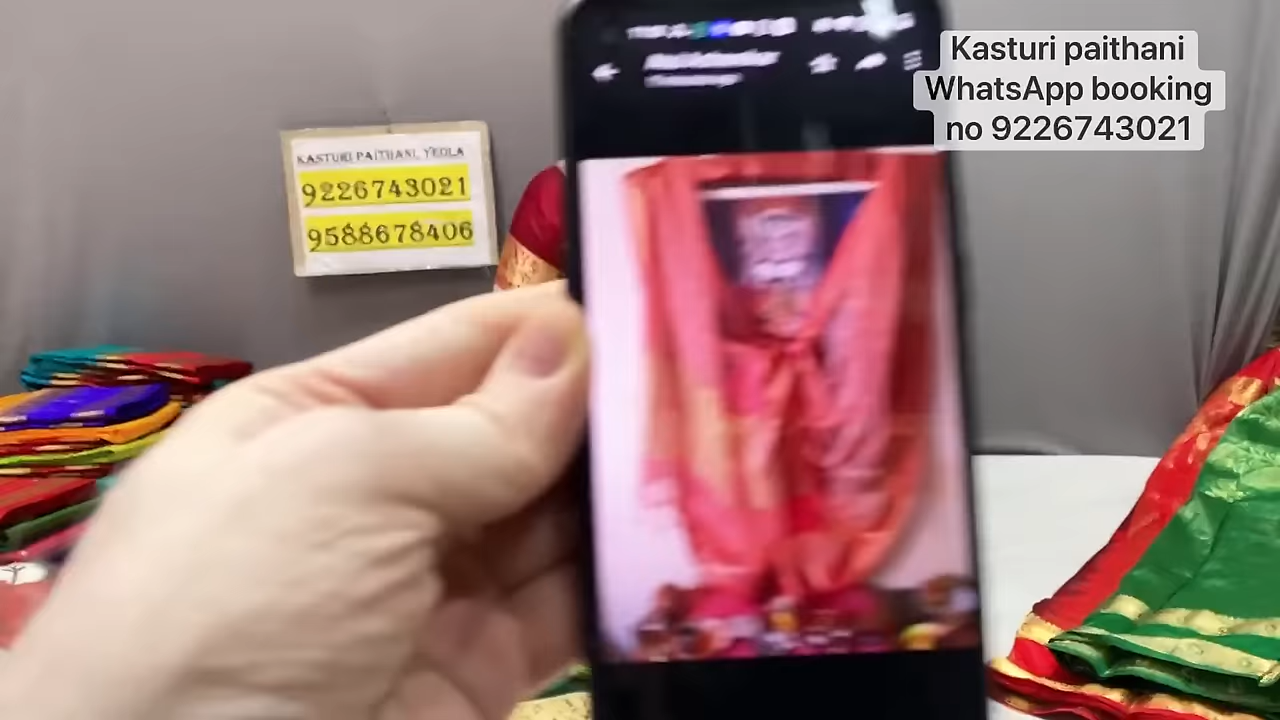 Kasturi paithani
WhatsApp booking
no 9226743021
KASTURI PAITHANI, YEOLA
9226743021
9588678406